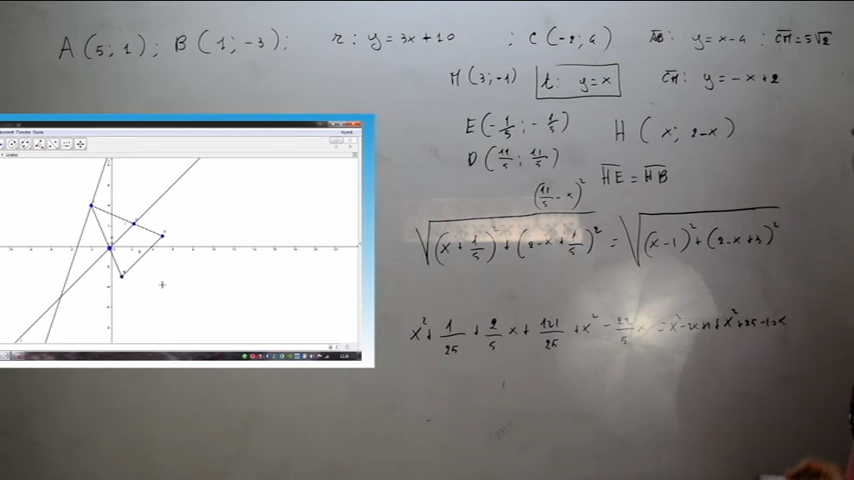 A (5; 1); B (1; -3); r: y = 3x + 10 ; C (-2; 4) AB: y = x - 4 : CM = 5√2
M (3; -1) t: y = x CM: y = -x + 2
E (-1/5; -1/5) H ( x; 2-x )
D (11/5; 11/5)
HE = HB
(11/5 - x)²
√((x + 1/5)² + (2 - x + 1/5)²) = √((x - 1)² + (2 - x + 3)²)
x² + 1/25 + 2/5 x + 121/25 + x² - 22/5 x = x² - 2x + 1 + x² + 25 - 10x